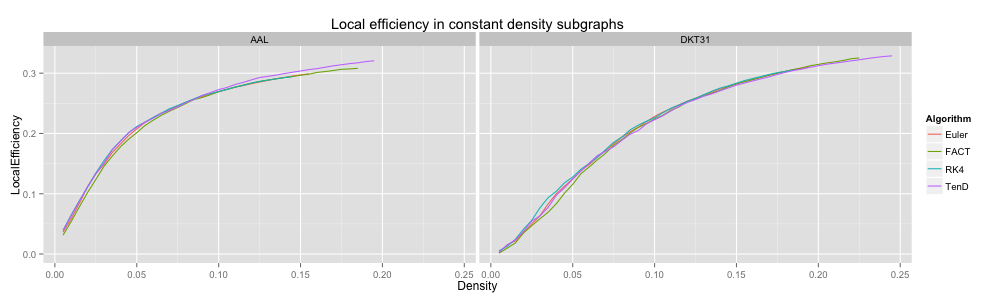 Local efficiency in constant density subgraphs
AAL
DKT31
LocalEfficiency
0.3
0.2
0.1
0.0
0.00 0.05 0.10 0.15 0.20 0.25
0.00 0.05 0.10 0.15 0.20 0.25
Density
Algorithm
Euler
FACT
RK4
TenD